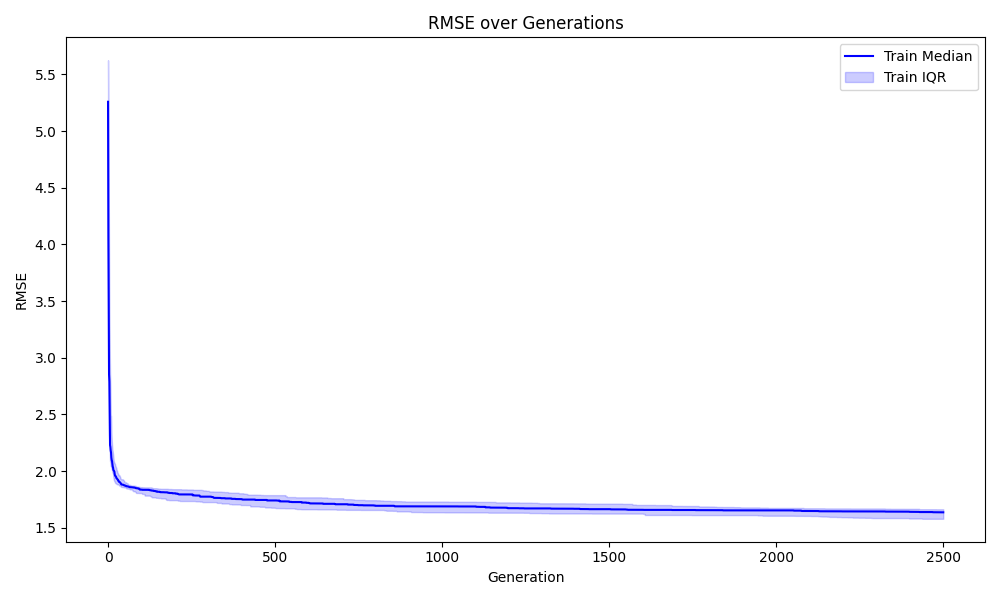 RMSE over Generations
Train Median
Train IQR
RMSE
5.5
5.0
4.5
4.0
3.5
3.0
2.5
2.0
1.5
0 500 1000 1500 2000 2500
Generation